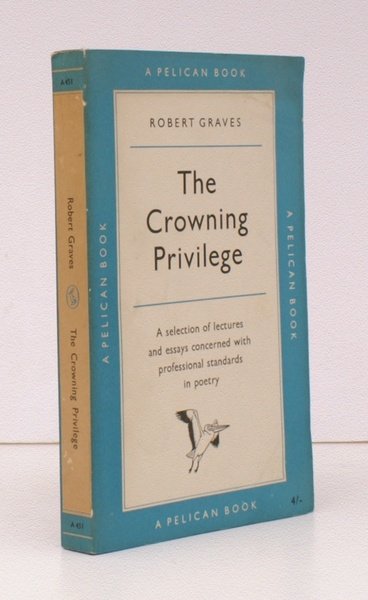 A 451
Robert Graves
The Crowning Privilege
A 451
A PELICAN BOOK
A PELICAN BOOK
ROBERT GRAVES
The
Crowning
Privilege
A selection of lectures
and essays concerned with
professional standards
in poetry
A PELICAN BOOK
A PELICAN BOOK
4/-